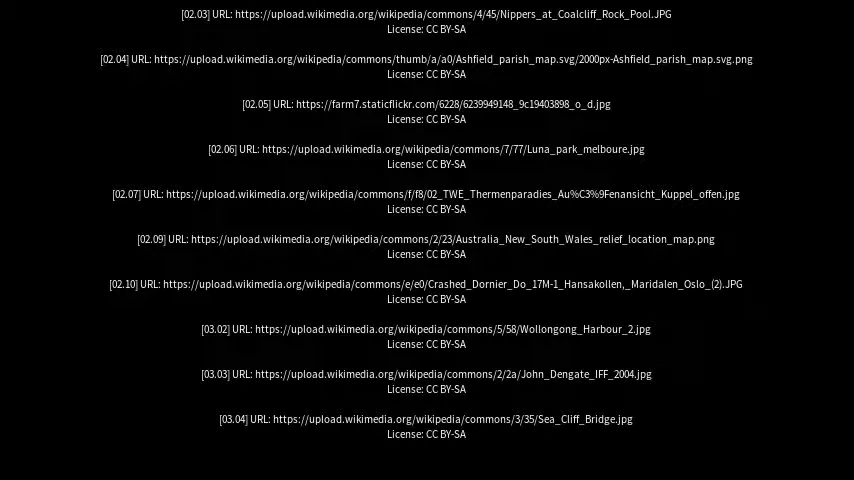 [02.03] URL: https://upload.wikimedia.org/wikipedia/commons/4/45/Nippers_at_Coalcliff_Rock_Pool.JPG
License: CC BY-SA
[02.04] URL: https://upload.wikimedia.org/wikipedia/commons/thumb/a/a0/Ashfield_parish_map.svg/2000px-Ashfield_parish_map.svg.png
License: CC BY-SA
[02.05] URL: https://farm7.staticflickr.com/6228/6239949148_9c19403898_o_d.jpg
License: CC BY-SA
[02.06] URL: https://upload.wikimedia.org/wikipedia/commons/7/77/Luna_park_melboure.jpg
License: CC BY-SA
[02.07] URL: https://upload.wikimedia.org/wikipedia/commons/f/f8/02_TWE_Thermenparadies_Au%C3%9Fenansicht_Kuppel_offen.jpg
License: CC BY-SA
[02.09] URL: https://upload.wikimedia.org/wikipedia/commons/2/23/Australia_New_South_Wales_relief_location_map.png
License: CC BY-SA
[02.10] URL: https://upload.wikimedia.org/wikipedia/commons/e/e0/Crashed_Dornier_Do_17M-1_Hansakollen,_Maridalen_Oslo_(2).JPG
License: CC BY-SA
[03.02] URL: https://upload.wikimedia.org/wikipedia/commons/5/58/Wollongong_Harbour_2.jpg
License: CC BY-SA
[03.03] URL: https://upload.wikimedia.org/wikipedia/commons/2/2a/John_Dengate_IFF_2004.jpg
License: CC BY-SA
[03.04] URL: https://upload.wikimedia.org/wikipedia/commons/3/35/Sea_Cliff_Bridge.jpg
License: CC BY-SA